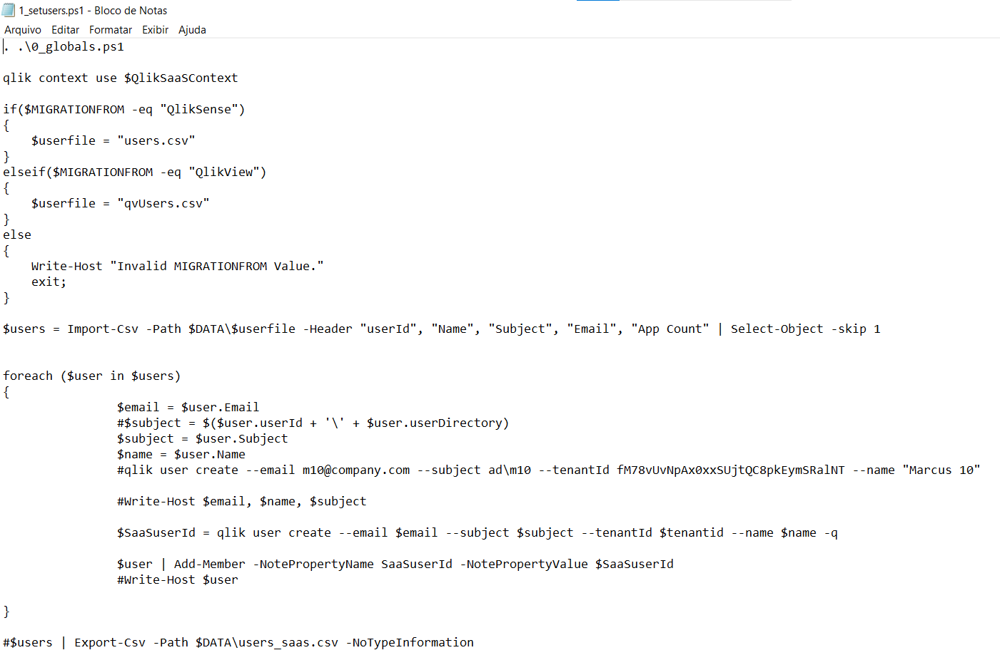 1_setusers.ps1 - Bloco de Notas
Arquivo Editar Formatar Exibir Ajuda
. .\0_globals.ps1
qlik context use $QlikSaaSContext
if($MIGRATIONFROM -eq "QlikSense")
{
$userfile = "users.csv"
}
elseif($MIGRATIONFROM -eq "QlikView")
{
$userfile = "qvUsers.csv"
}
else
{
Write-Host "Invalid MIGRATIONFROM Value."
exit;
}
$users = Import-Csv -Path $DATA\$userfile -Header "userId", "Name", "Subject", "Email", "App Count" | Select-Object -skip 1
foreach ($user in $users)
{
$email = $user.Email
#$subject = $($user.userId + '\' + $user.userDirectory)
$subject = $user.Subject
$name = $user.Name
#qlik user create --email m10@company.com --subject ad\m10 --tenantId fM78vUvNpAx0xxSUjtQC8pkEymSRalNT --name "Marcus 10"
#Write-Host $email, $name, $subject
$SaaSuserId = qlik user create --email $email --subject $subject --tenantId $tenantid --name $name -q
$user | Add-Member -NotePropertyName SaaSuserId -NotePropertyValue $SaaSuserId
#Write-Host $user
}
#$users | Export-Csv -Path $DATA\users_saas.csv -NoTypeInformation